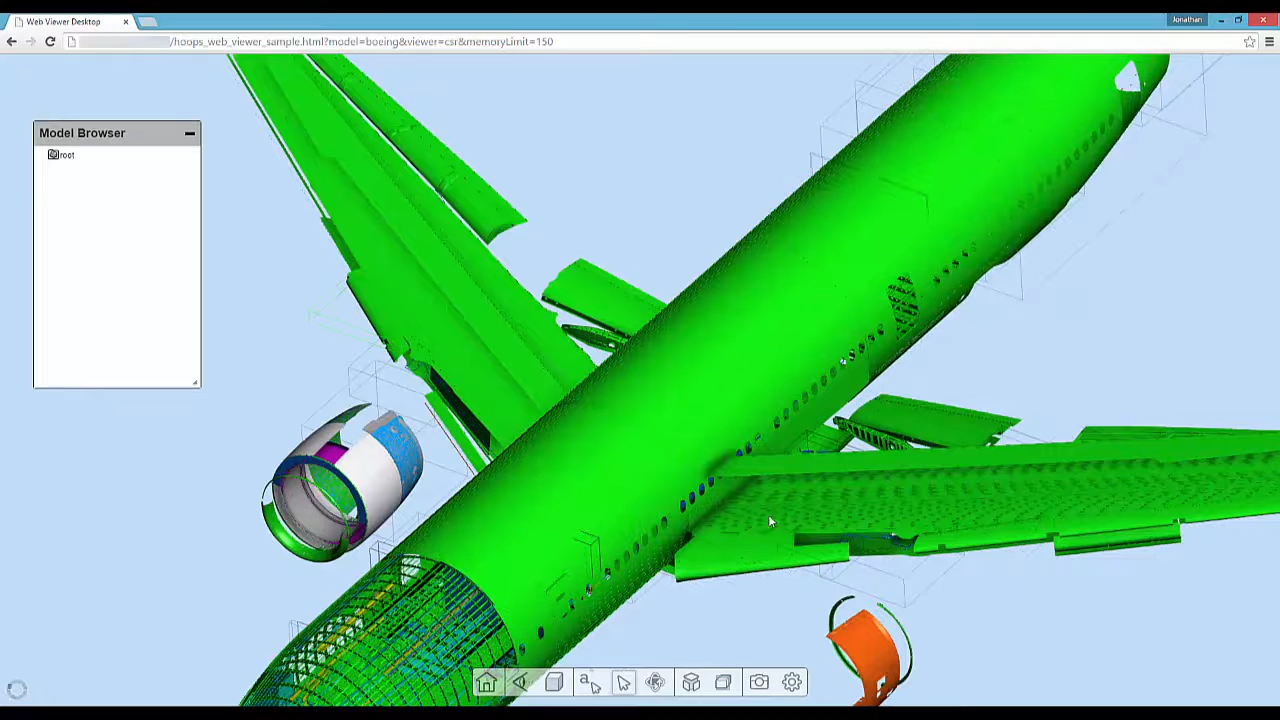 Web Viewer Desktop
Jonathan
/hoops_web_viewer_sample.html?model=boeing&viewer=csr&memoryLimit=150
Model Browser
root
a
F